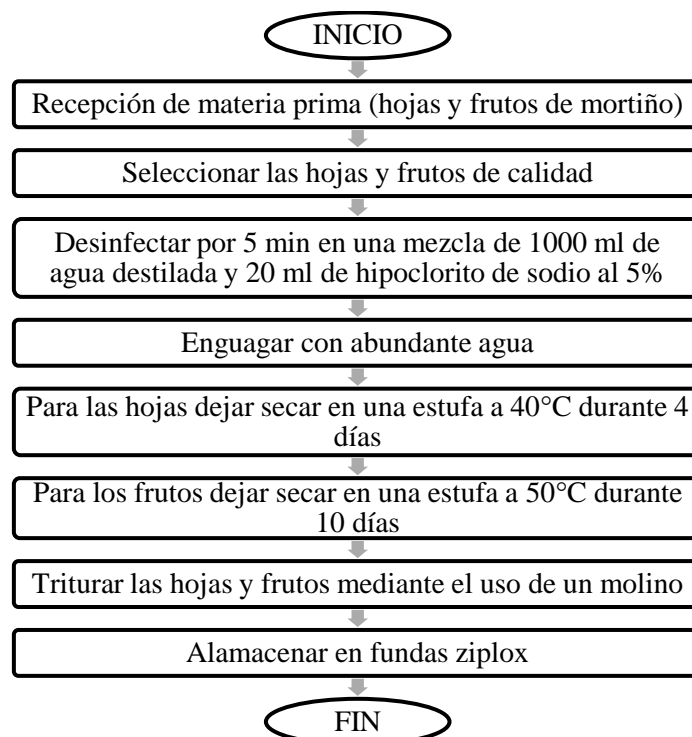 INICIO
Recepción de materia prima (hojas y frutos de mortiño)
Seleccionar las hojas y frutos de calidad
Desinfectar por 5 min en una mezcla de 1000 ml de
agua destilada y 20 ml de hipoclorito de sodio al 5%
Enguagar con abundante agua
Para las hojas dejar secar en una estufa a 40°C durante 4
días
Para los frutos dejar secar en una estufa a 50°C durante
10 días
Triturar las hojas y frutos mediante el uso de un molino
Alamacenar en fundas ziplox
FIN